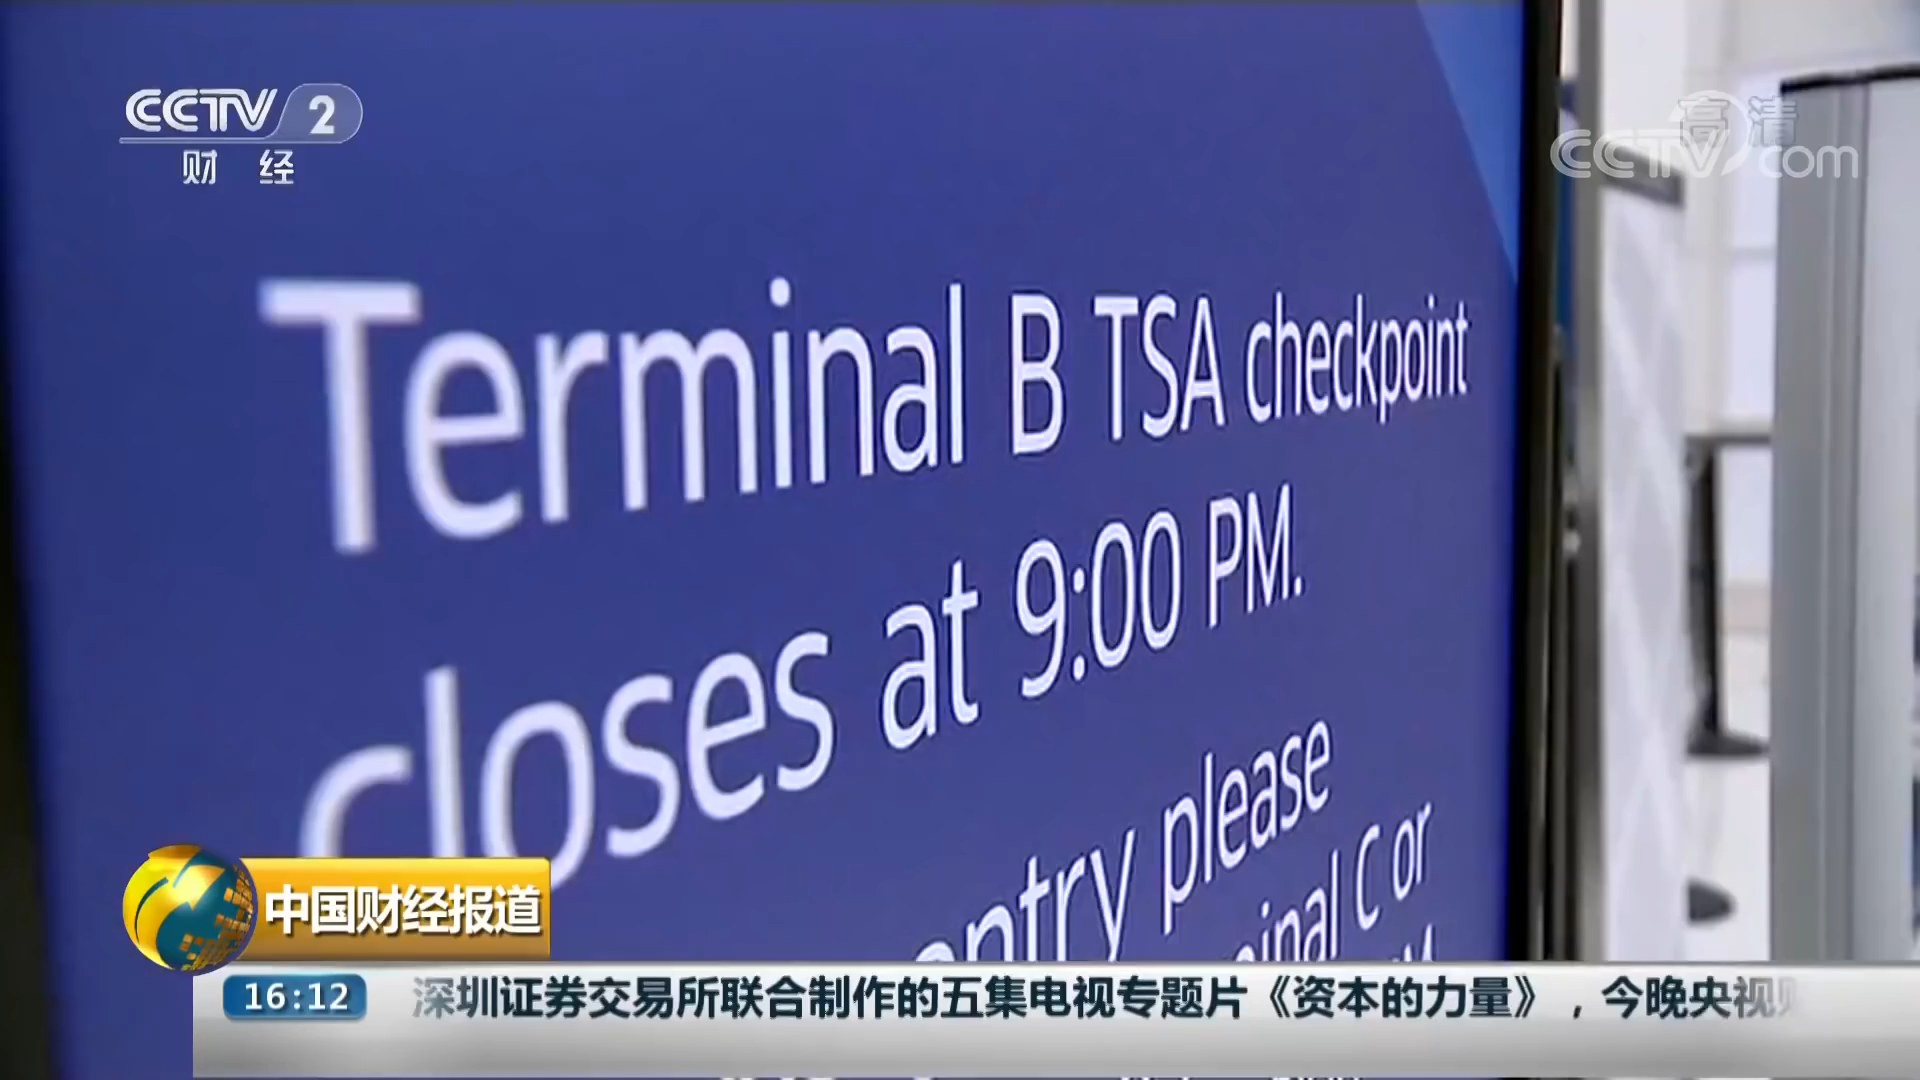 CCTV 2
财 经
高清
CCTV.com
Terminal B TSA checkpoint
closes at 9:00 PM.
entry please
C or
中国财经报道
16:12 深圳证券交易所联合制作的五集电视专题片《资本的力量》,今晚央视